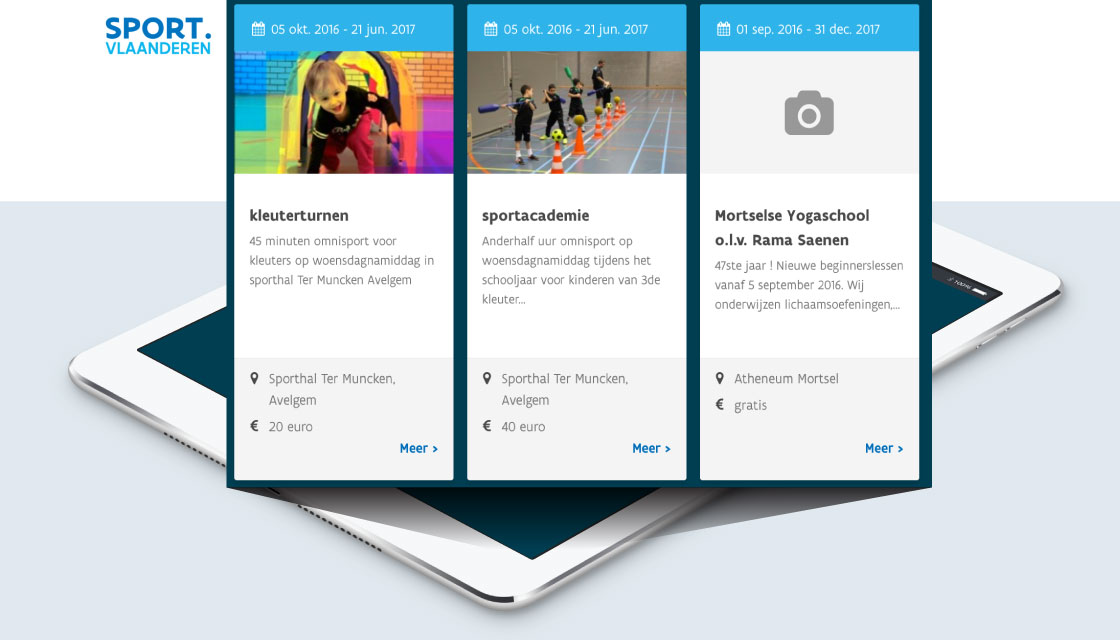 SPORT.
VLAANDEREN
05 okt. 2016 - 21 jun. 2017
kleuterturnen
45 minuten omnisport voor
kleuters op woensdagnamiddag in
sporthal Ter Muncken Avelgem
Sporthal Ter Muncken,
Avelgem
€ 20 euro
Meer >
05 okt. 2016 - 21 jun. 2017
sportacademie
Anderhalf uur omnisport op
woensdagnamiddag tijdens het
schooljaar voor kinderen van 3de
kleuter...
Sporthal Ter Muncken,
Avelgem
€ 40 euro
Meer >
01 sep. 2016 - 31 dec. 2017
Mortselse Yogaschool
o.l.v. Rama Saenen
47ste jaar ! Nieuwe beginnerslessen
vanaf 5 september 2016. Wij
onderwijzen lichaamsoefeningen,...
Atheneum Mortsel
€ gratis
Meer >
100%